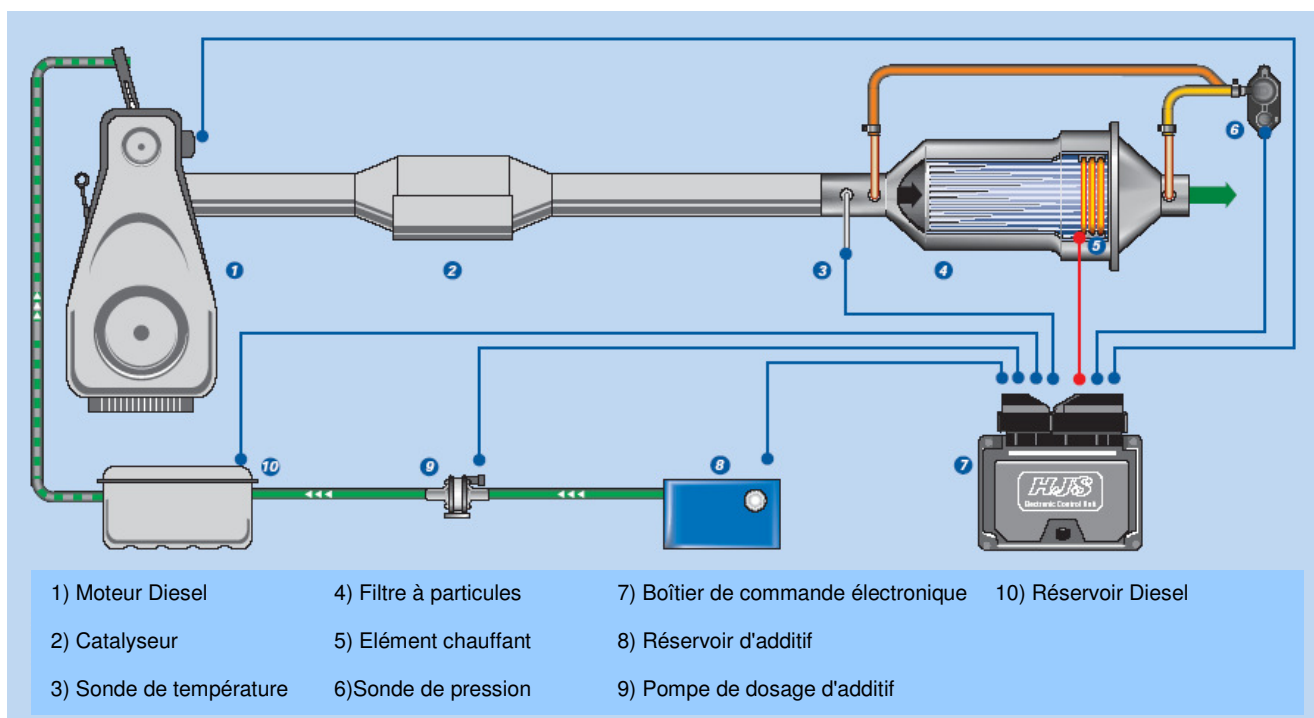 6
5
1
2
3
4
10
9
8
7
HJS
Electronic Control Unit
1) Moteur Diesel
4) Filtre à particules
7) Boîtier de commande électronique
10) Réservoir Diesel
2) Catalyseur
5) Elément chauffant
8) Réservoir d'additif
3) Sonde de température
6)Sonde de pression
9) Pompe de dosage d'additif